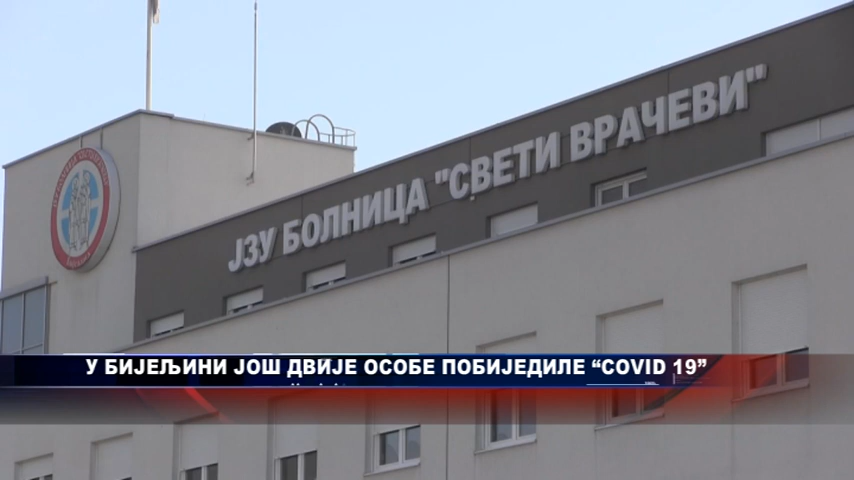 ЈЗУ БОЛНИЦА "СВЕТИ ВРАЧЕВИ"
У БИЈЕЉИНИ ЈОШ ДВИЈЕ ОСОБЕ ПОБИЈЕДИЛЕ “COVID 19”